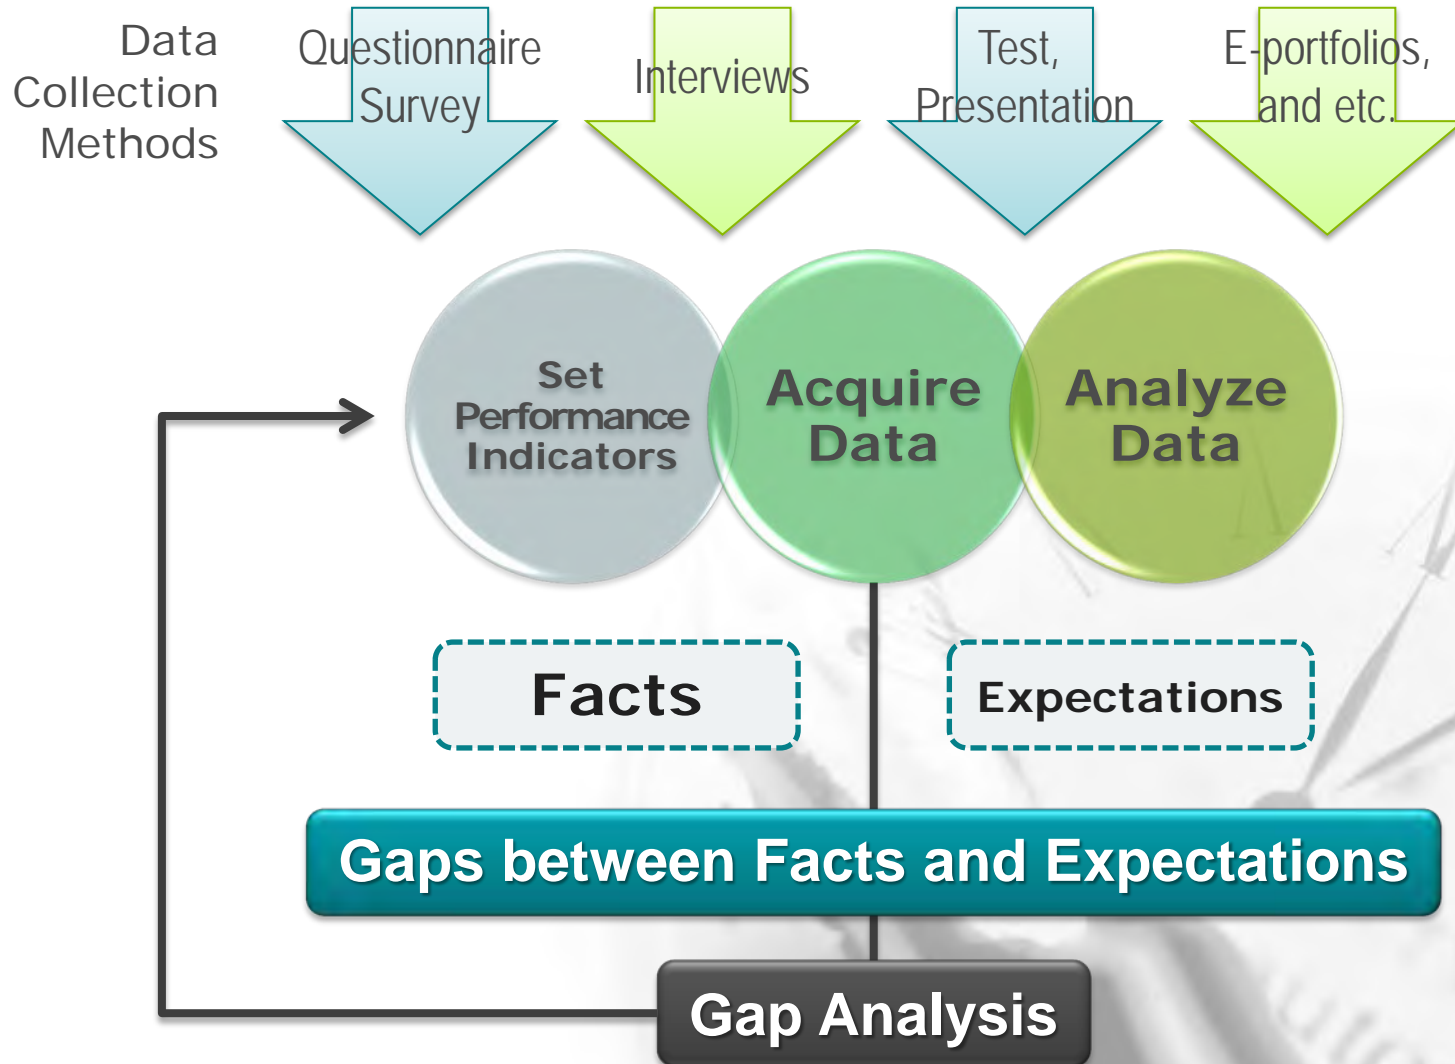 Data
Collection
Methods
Questionnaire
Survey
Interviews
Test,
Presentation
E-portfolios,
and etc.
Set
Performance
Indicators
Acquire
Data
Analyze
Data
Facts
Expectations
Gaps between Facts and Expectations
Gap Analysis